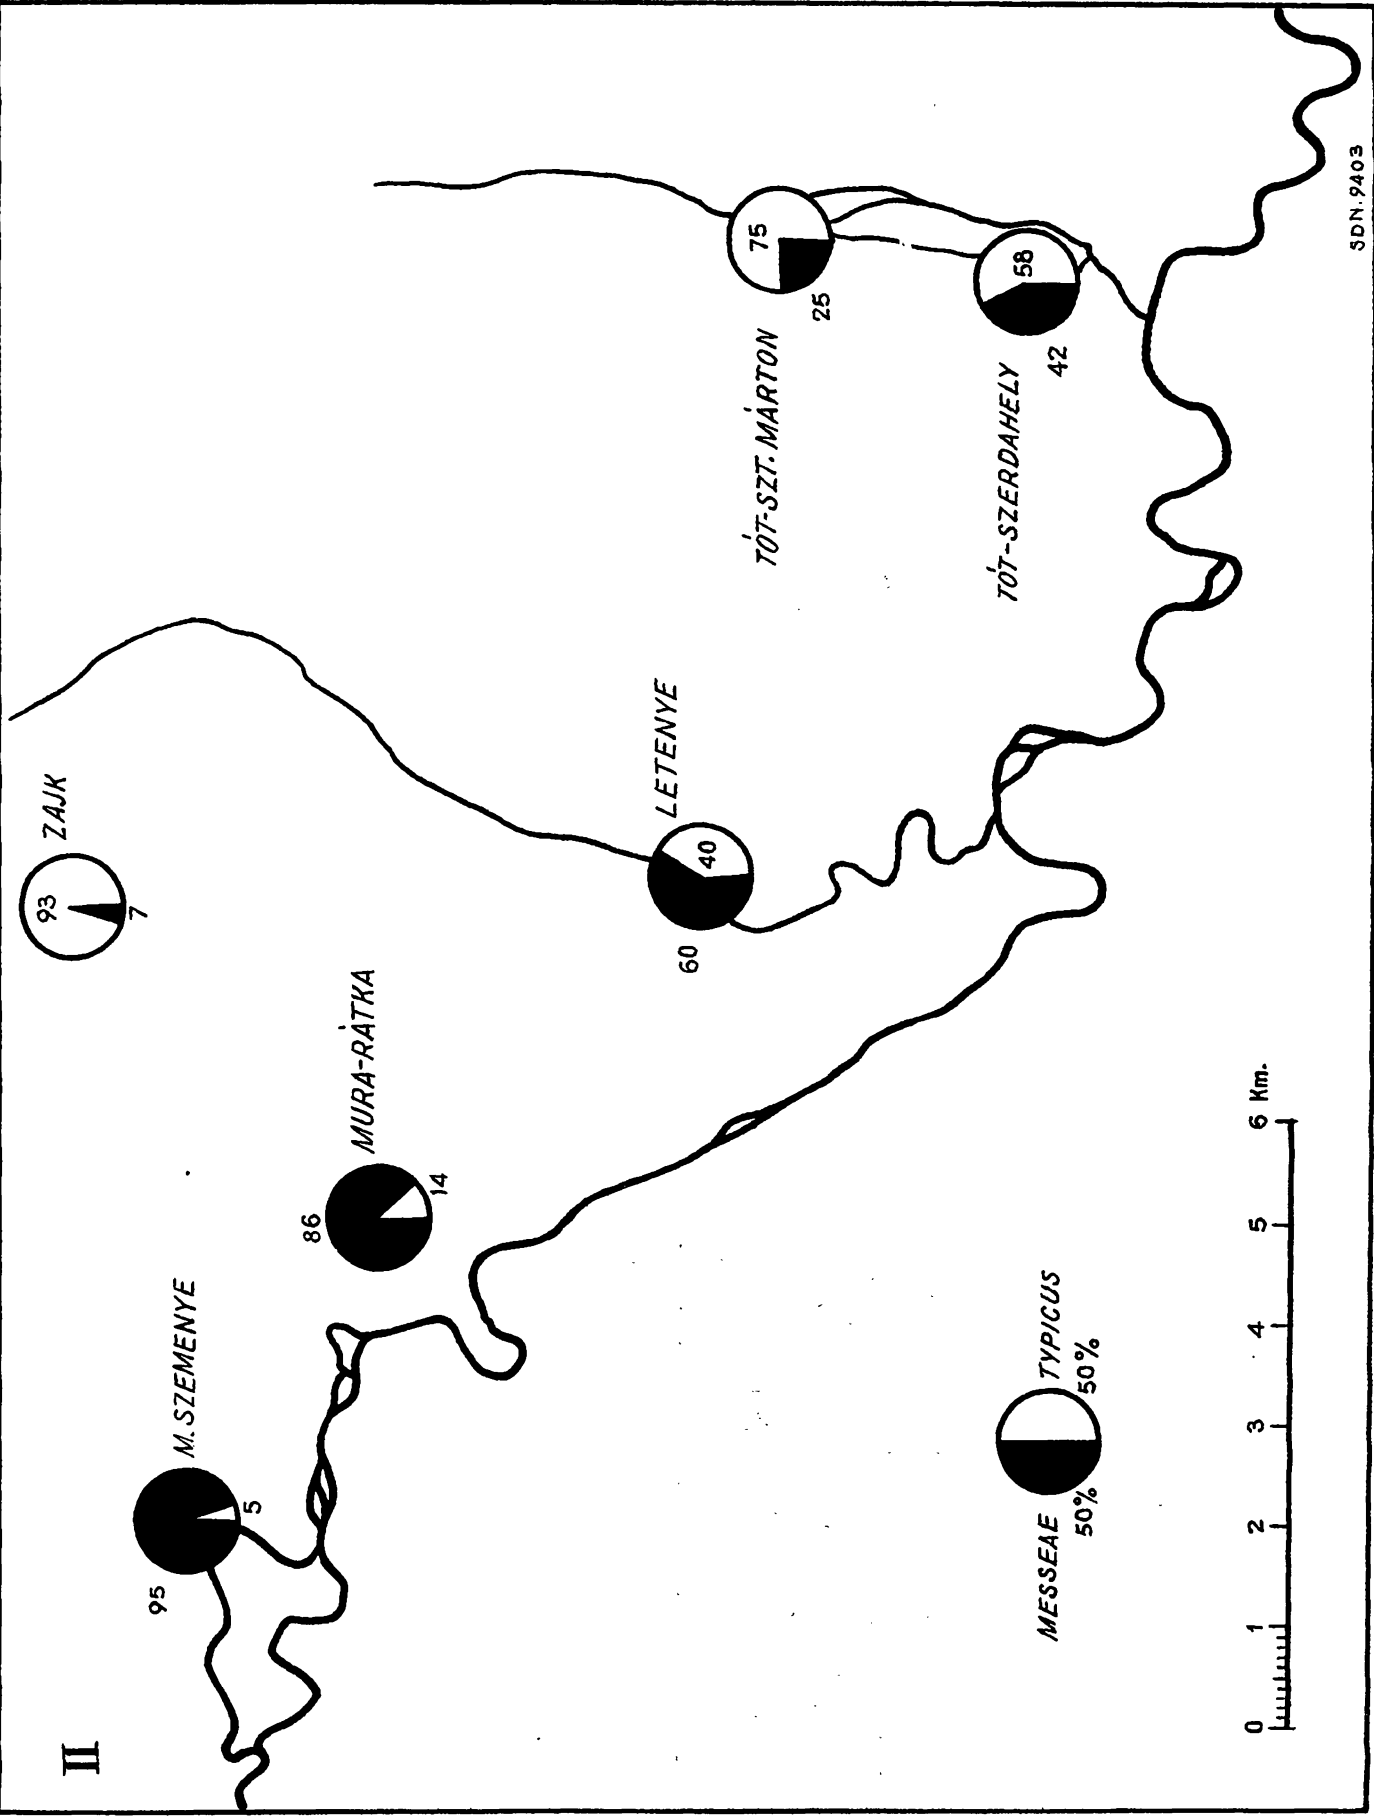 II
ZAJK
93
7
M. SZEMENYE
95
5
MURA-RÁTKA
86
14
LETENYE
40
60
TÓT-SZT. MÁRTON
75
25
TÓT-SZERDAHELY
58
42
MESSEAE TYPICUS
50% 50%
0 1 2 3 4 5 6 Km.
SDN. 9403